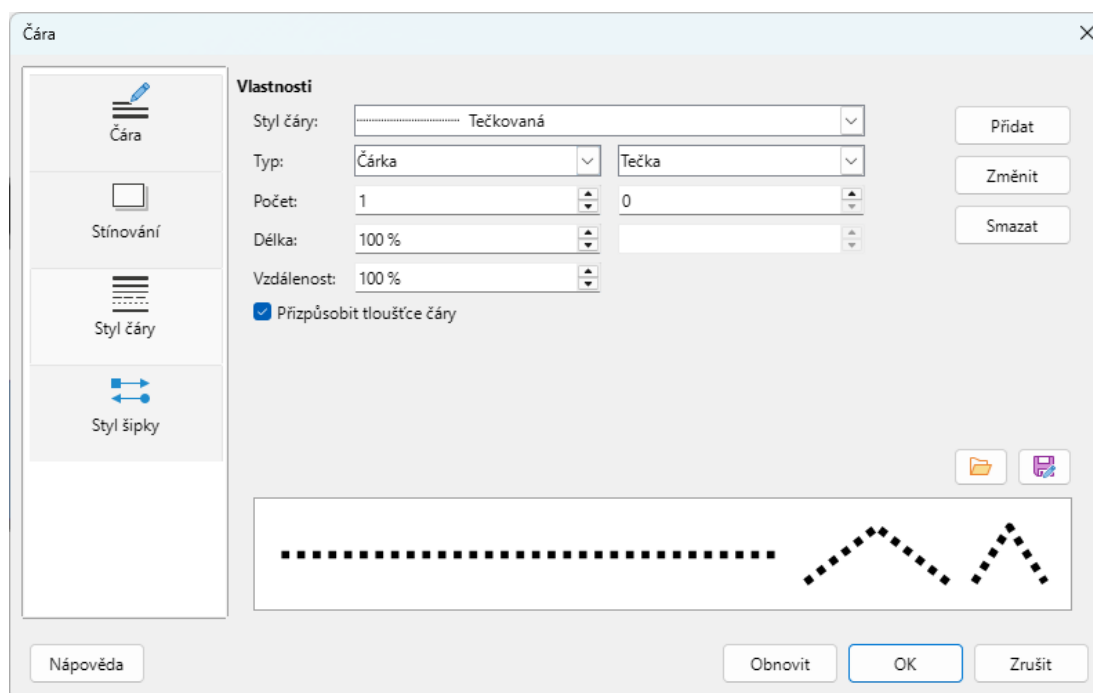 Čára
Čára
Stínování
Styl čáry
Styl šipky
Vlastnosti
Styl čáry: Tečkovaná
Typ: Čárka Tečka
Počet: 1 0
Délka: 100 %
Vzdálenost: 100 %
Přizpůsobit tloušťce čáry
Přidat
Změnit
Smazat
Nápověda Obnovit OK Zrušit